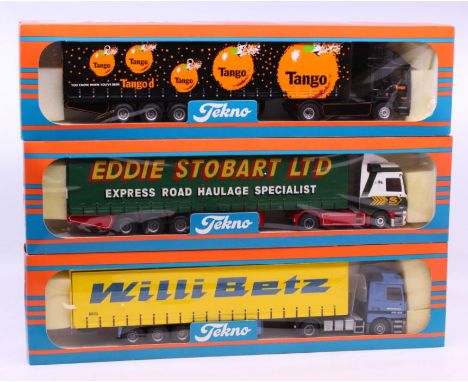 Tango
Tango
Tango
Tango
Tango'd
YOU KNOW WHEN YOU'VE BEEN
Tekno
EDDIE STOBART LTD
EXPRESS ROAD HAULAGE SPECIALIST
S
Tekno
Willi Betz
Tekno